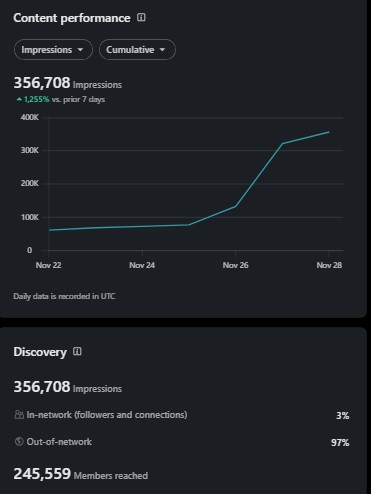 Content performance
Impressions
Cumulative
356,708 Impressions
1,255% vs. prior 7 days
400K
300K
200K
100K
0
Nov 22
Nov 24
Nov 26
Nov 28
Daily data is recorded in UTC
Discovery
356,708 Impressions
In-network (followers and connections) 3%
Out-of-network 97%
245,559 Members reached